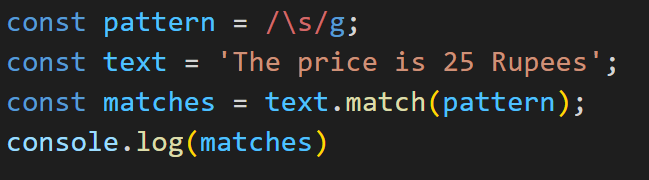 const pattern = /\s/g;
const text = 'The price is 25 Rupees';
const matches = text.match(pattern);
console.log(matches)